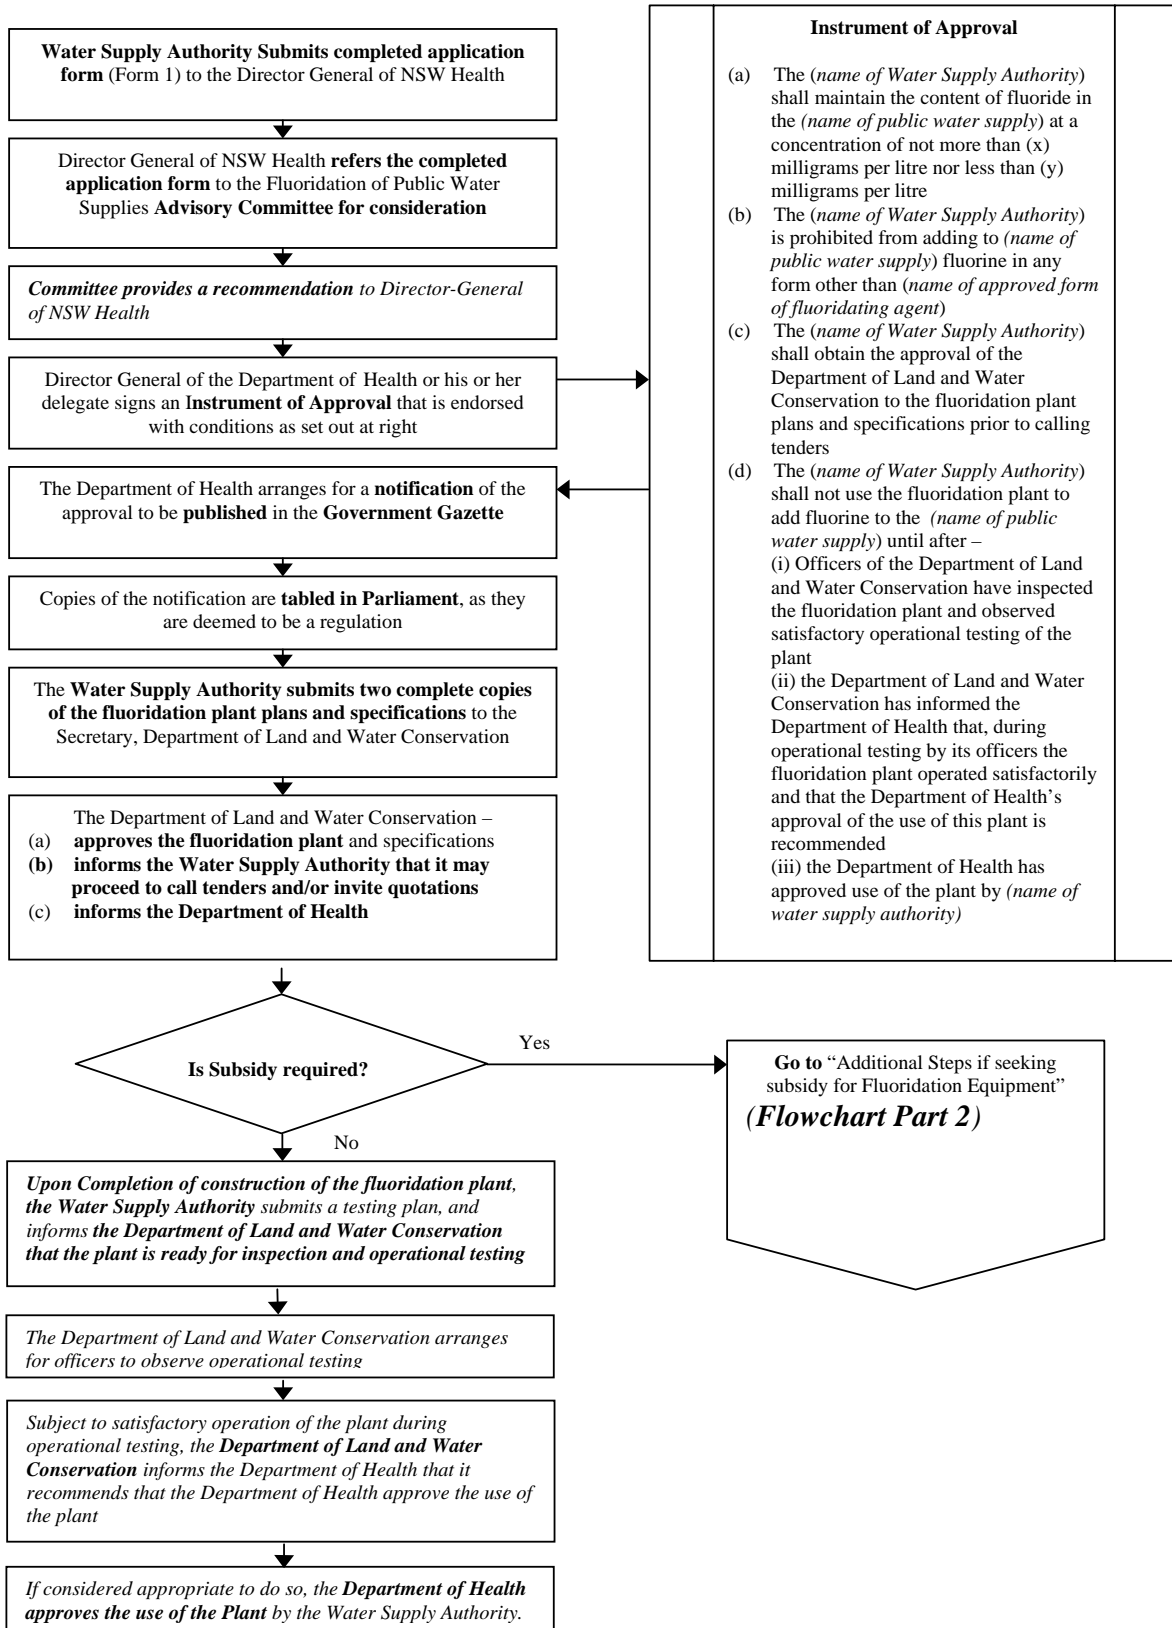 Water Supply Authority Submits completed application
form (Form 1) to the Director General of NSW Health
Director General of NSW Health refers the completed
application form to the Fluoridation of Public Water
Supplies Advisory Committee for consideration
Committee provides a recommendation to Director-General
of NSW Health
Director General of the Department of Health or his or her
delegate signs an Instrument of Approval that is endorsed
with conditions as set out at right
Instrument of Approval
(a) The (name of Water Supply Authority)
shall maintain the content of fluoride in
the (name of public water supply) at a
concentration of not more than (x)
milligrams per litre nor less than (y)
milligrams per litre
(b) The (name of Water Supply Authority)
is prohibited from adding to (name of
public water supply) fluorine in any
form other than (name of approved form
of fluoridating agent)
(c) The (name of Water Supply Authority)
shall obtain the approval of the
Department of Land and Water
Conservation to the fluoridation plant
plans and specifications prior to calling
tenders
(d) The (name of Water Supply Authority)
shall not use the fluoridation plant to
add fluorine to the (name of public
water supply) until after –
(i) Officers of the Department of Land
and Water Conservation have inspected
the fluoridation plant and observed
satisfactory operational testing of the
plant
(ii) the Department of Land and Water
Conservation has informed the
Department of Health that, during
operational testing by its officers the
fluoridation plant operated satisfactorily
and that the Department of Health's
approval of the use of this plant is
recommended
(iii) the Department of Health has
approved use of the plant by (name of
water supply authority)
The Department of Health arranges for a notification of the
approval to be published in the Government Gazette
Copies of the notification are tabled in Parliament, as they
are deemed to be a regulation
The Water Supply Authority submits two complete copies
of the fluoridation plant plans and specifications to the
Secretary, Department of Land and Water Conservation
The Department of Land and Water Conservation –
(a) approves the fluoridation plant and specifications
(b) informs the Water Supply Authority that it may
proceed to call tenders and/or invite quotations
(c) informs the Department of Health
Is Subsidy required?
Yes
Go to "Additional Steps if seeking
subsidy for Fluoridation Equipment"
(Flowchart Part 2)
No
Upon Completion of construction of the fluoridation plant,
the Water Supply Authority submits a testing plan, and
informs the Department of Land and Water Conservation
that the plant is ready for inspection and operational testing
The Department of Land and Water Conservation arranges
for officers to observe operational testing
Subject to satisfactory operation of the plant during
operational testing, the Department of Land and Water
Conservation informs the Department of Health that it
recommends that the Department of Health approve the use of
the plant
If considered appropriate to do so, the Department of Health
approves the use of the Plant by the Water Supply Authority.